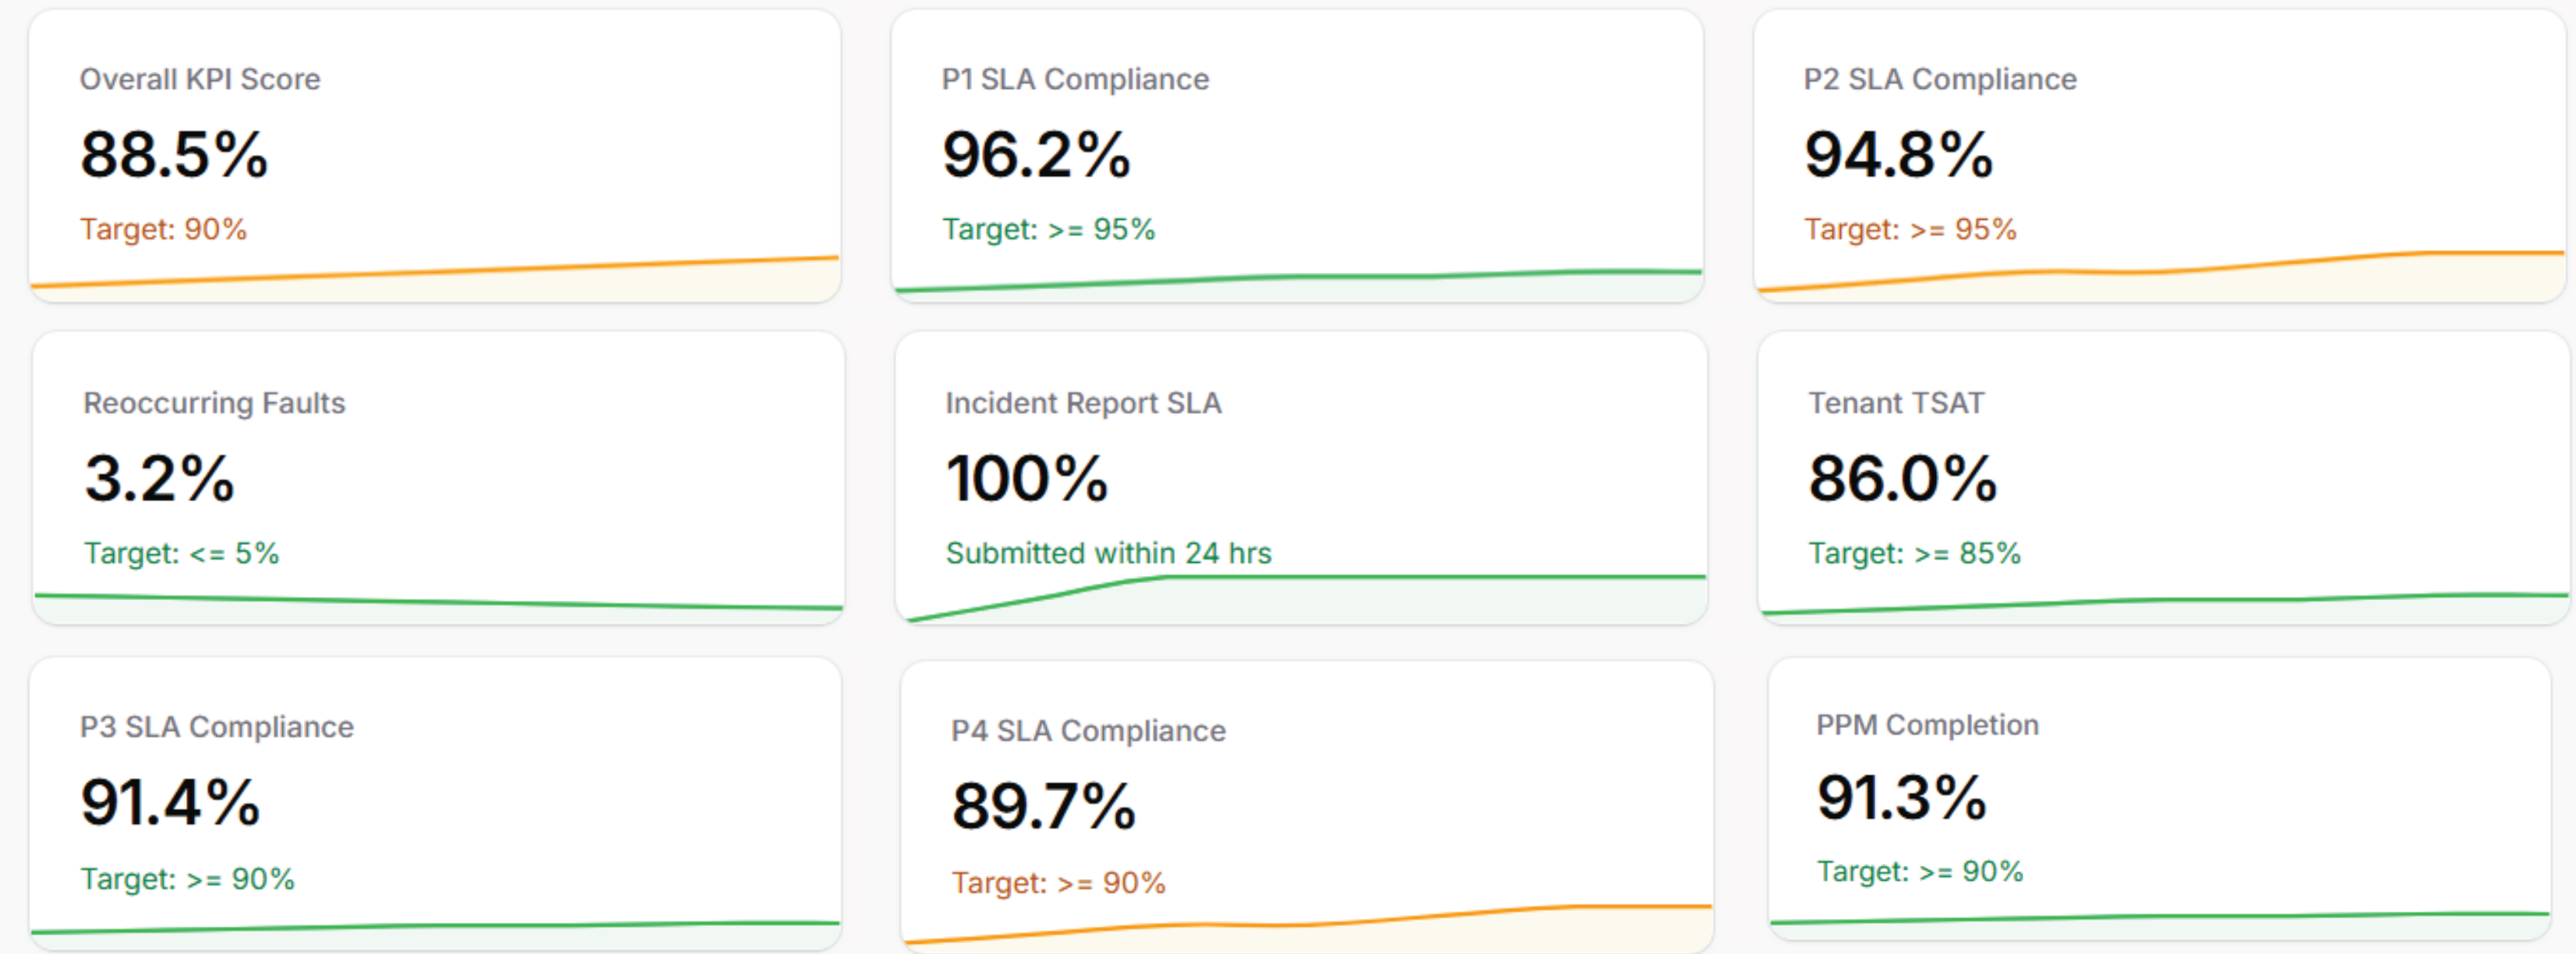 Overall KPI Score
88.5%
Target: 90%
P1 SLA Compliance
96.2%
Target: >= 95%
P2 SLA Compliance
94.8%
Target: >= 95%
Reoccurring Faults
3.2%
Target: <= 5%
Incident Report SLA
100%
Submitted within 24 hrs
Tenant TSAT
86.0%
Target: >= 85%
P3 SLA Compliance
91.4%
Target: >= 90%
P4 SLA Compliance
89.7%
Target: >= 90%
PPM Completion
91.3%
Target: >= 90%